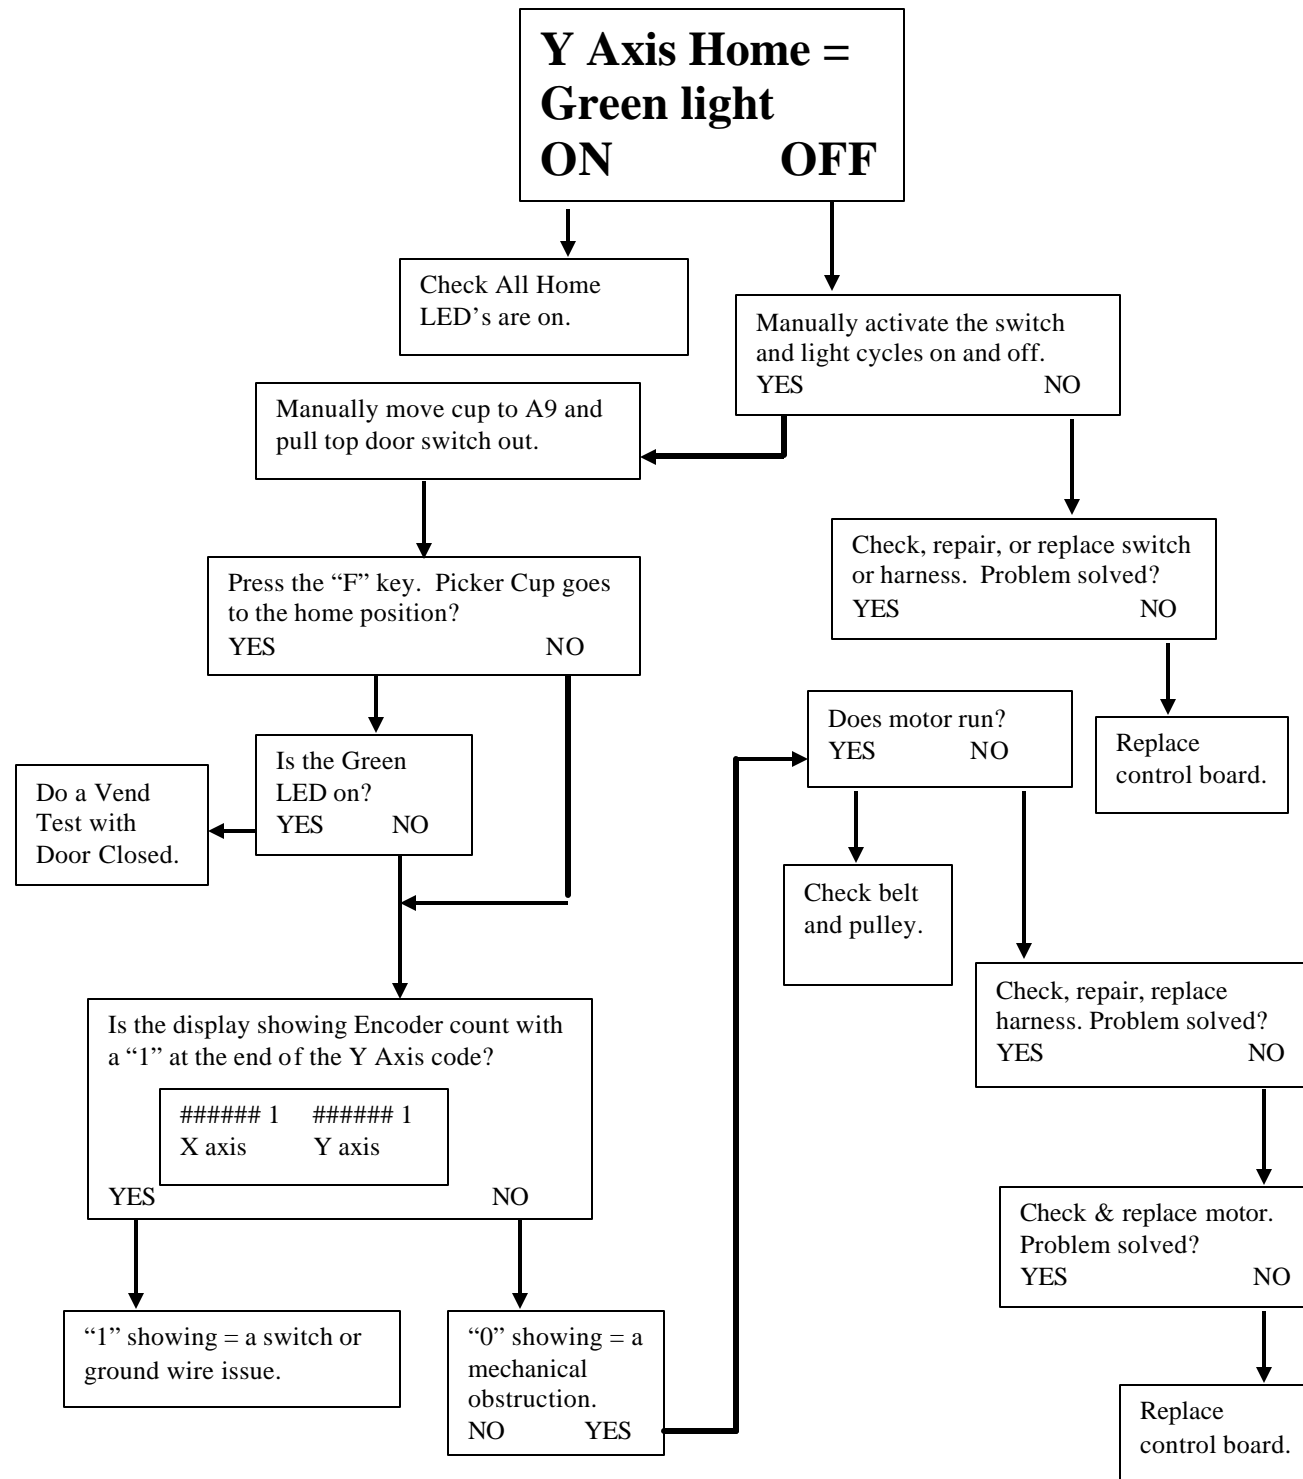 Y Axis Home =
Green light
ON OFF
Check All Home
LED’s are on.
Manually activate the switch
and light cycles on and off.
YES NO
Manually move cup to A9 and
pull top door switch out.
Check, repair, or replace switch
or harness. Problem solved?
YES NO
Press the “F” key. Picker Cup goes
to the home position?
YES NO
Does motor run?
YES NO
Replace
control board.
Is the Green
LED on?
YES NO
Do a Vend
Test with
Door Closed.
Check belt
and pulley.
Check, repair, replace
harness. Problem solved?
YES NO
Is the display showing Encoder count with
a “1” at the end of the Y Axis code?
###### 1 ###### 1
X axis Y axis
YES NO
Check & replace motor.
Problem solved?
YES NO
“1” showing = a switch or
ground wire issue.
“0” showing = a
mechanical
obstruction.
NO YES
Replace
control board.